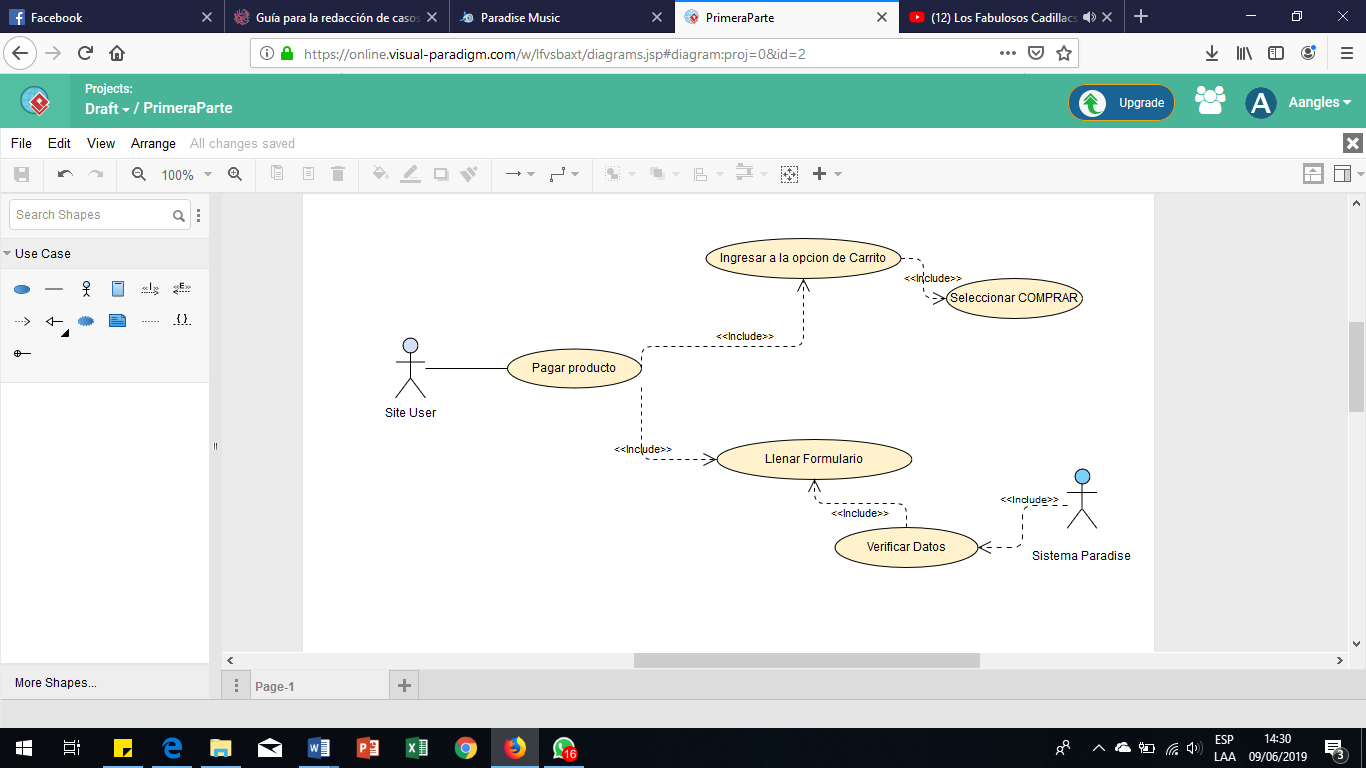 Facebook
Guía para la redacción de casos
Paradise Music
PrimeraParte
(12) Los Fabulosos Cadillacs
https://online.visual-paradigm.com/w/lfvsbaxt/diagrams.jsp#diagram:proj=0&id=2
Projects:
Draft / PrimeraParte
Upgrade
A
Aangles
File Edit View Arrange All changes saved
100%
Search Shapes
Use Case
<<I>>
<<E>>
{}
More Shapes...
Ingresar a la opcion de Carrito
<<Include>>
Seleccionar COMPRAR
<<Include>>
Pagar producto
Site User
<<Include>>
Llenar Formulario
<<Include>>
<<Include>>
Verificar Datos
Sistema Paradise
Page-1
16
ESP
LAA
14:30
09/06/2019
3